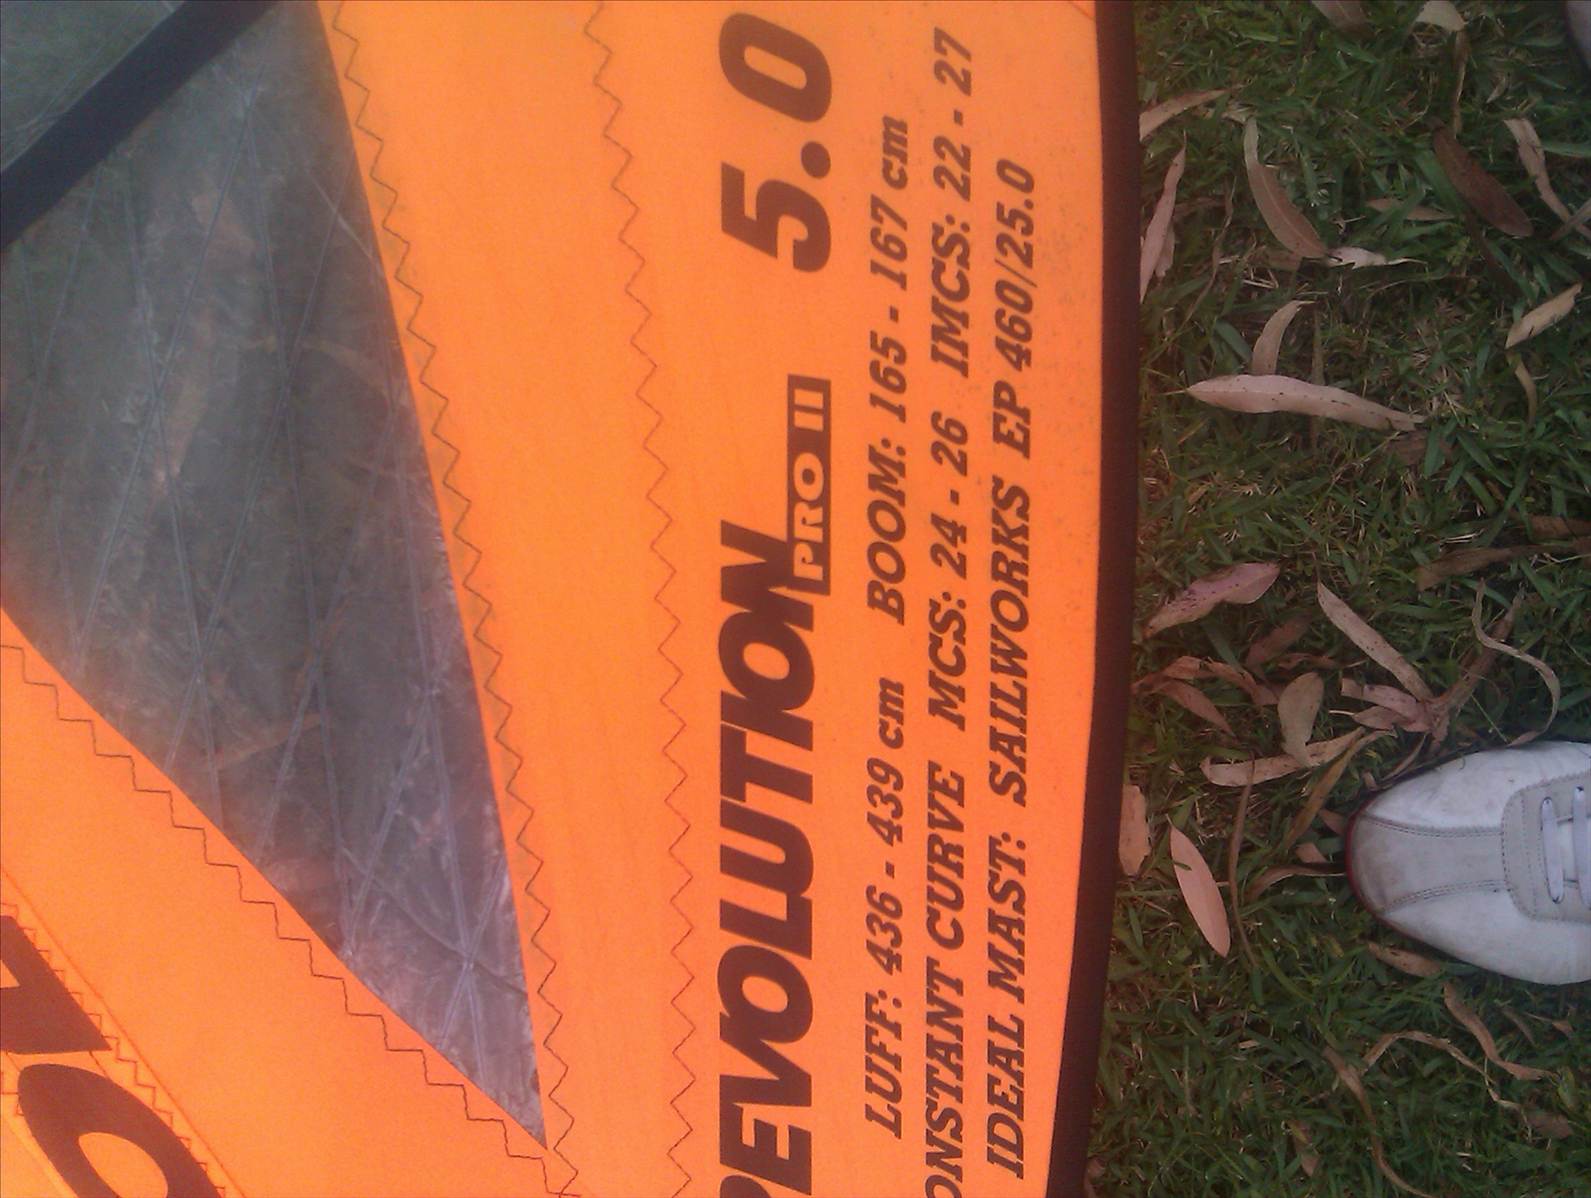 REVOLUTION 5.0
PRO II
LUFF: 436 - 439 cm BOOM: 165 - 167 cm
ONSTANT CURVE MCS: 24 - 26 IMCS: 22 - 27
IDEAL MAST: SAILWORKS EP 460/25.0